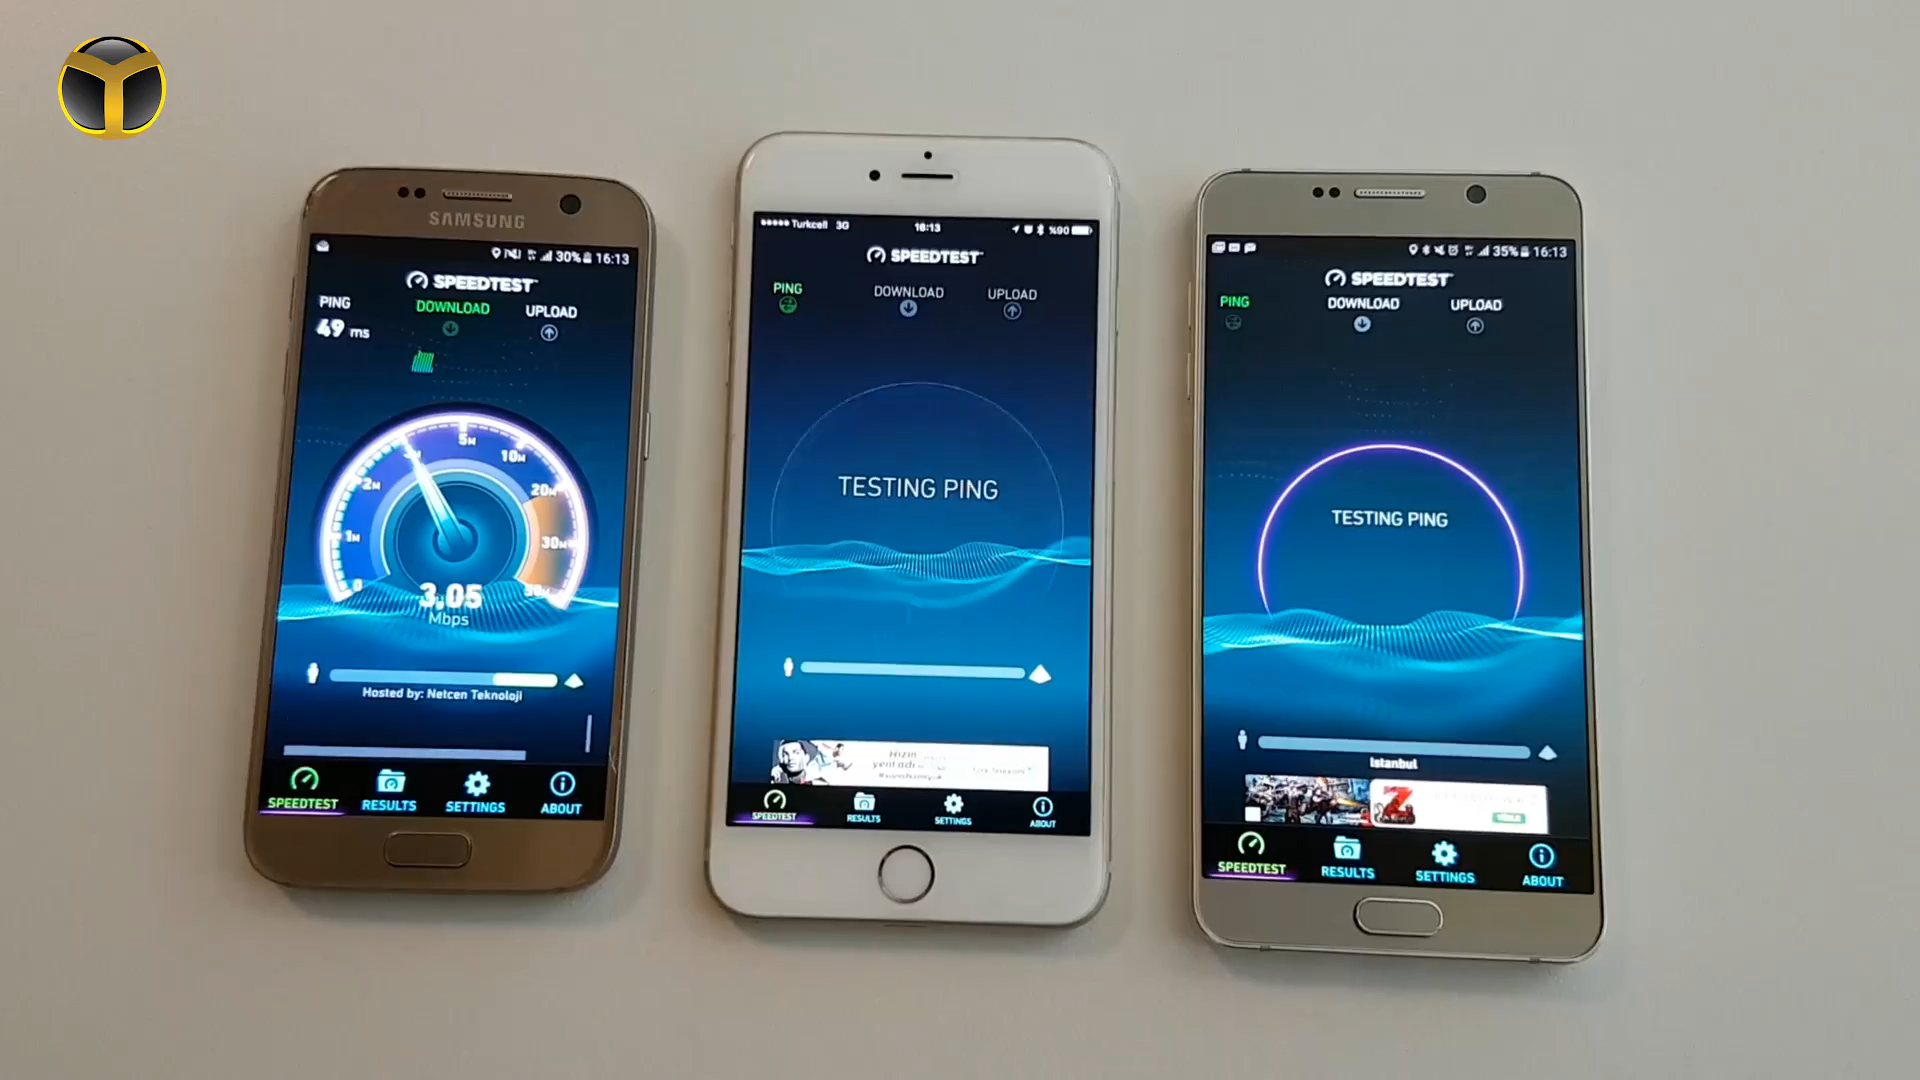 SAMSUNG
30% 16:13
SPEEDTEST
PING DOWNLOAD UPLOAD
49 ms
5M
10M
2M
20M
1M
30M
0
3.05
Mbps
Hosted by: Netcen Teknoloji
SPEEDTEST RESULTS SETTINGS ABOUT
Turkcell 3G 16:13 %90
SPEEDTEST
PING DOWNLOAD UPLOAD
TESTING PING
SPEEDTEST RESULTS SETTINGS ABOUT
35% 16:13
SPEEDTEST
PING DOWNLOAD UPLOAD
TESTING PING
Istanbul
Z
SPEEDTEST RESULTS SETTINGS ABOUT